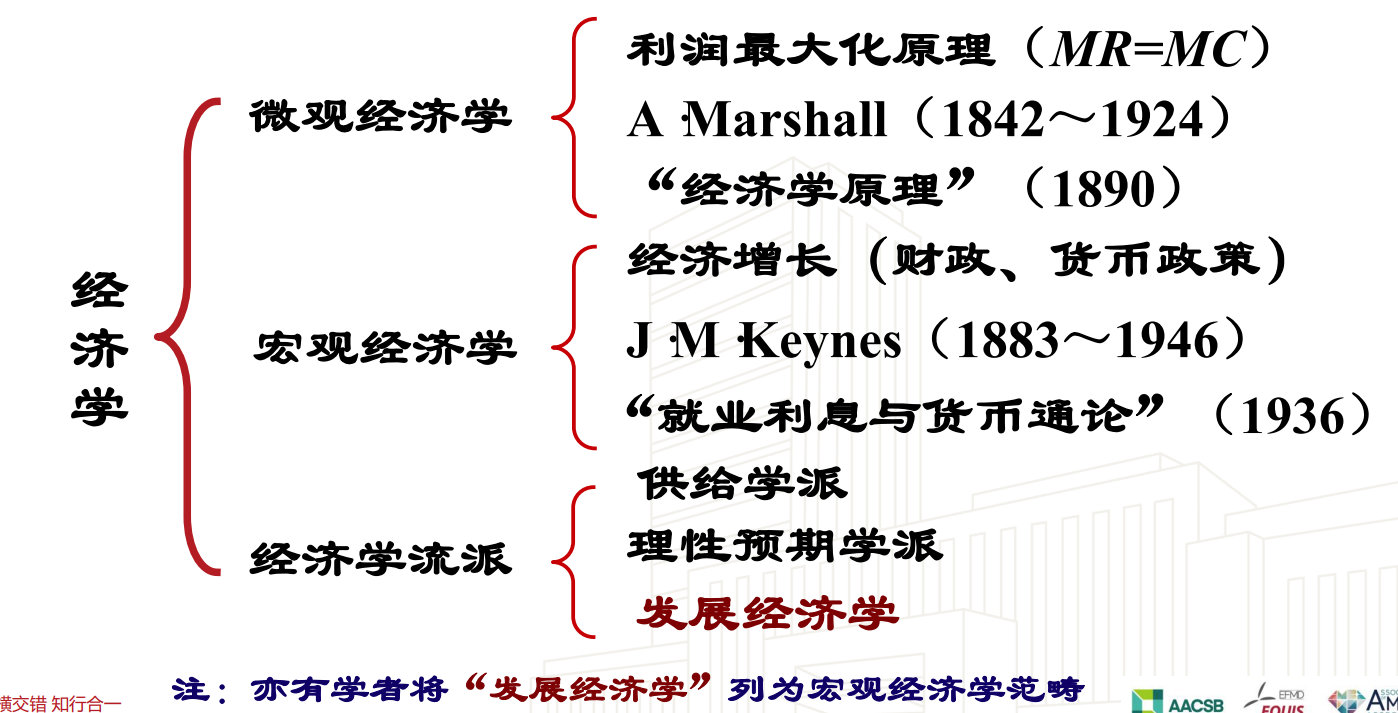 利润最大化原理（MR=MC）
微观经济学
A·Marshall（1842～1924）
“经济学原理”（1890）
经济学
经济增长（财政、货币政策）
宏观经济学
J·M·Keynes（1883～1946）
“就业利息与货币通论”（1936）
供给学派
经济学流派
理性预期学派
发展经济学
注：亦有学者将“发展经济学”列为宏观经济学范畴
横交错 知行合一
AACSB
EFMD
EQUIS